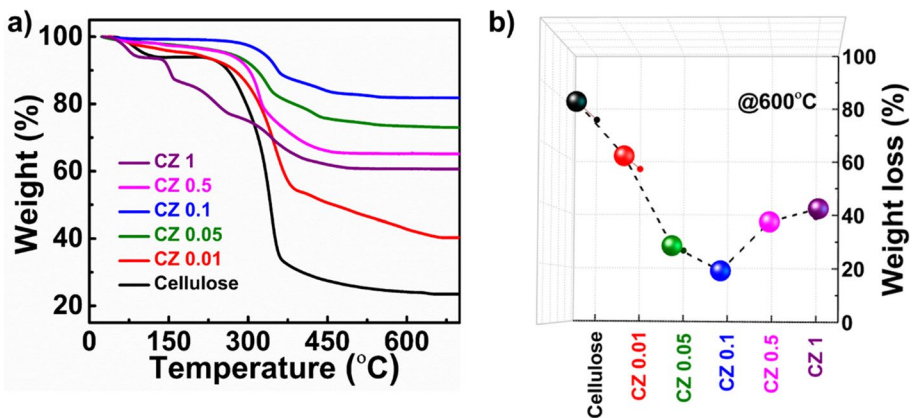 a)
Weight (%)
100
80
60
40
20
CZ 1
CZ 0.5
CZ 0.1
CZ 0.05
CZ 0.01
Cellulose
0
150
300
450
600
Temperature (°C)
b)
@600°C
100
80
60
40
20
0
Weight loss (%)
Cellulose
CZ 0.01
CZ 0.05
CZ 0.1
CZ 0.5
CZ 1